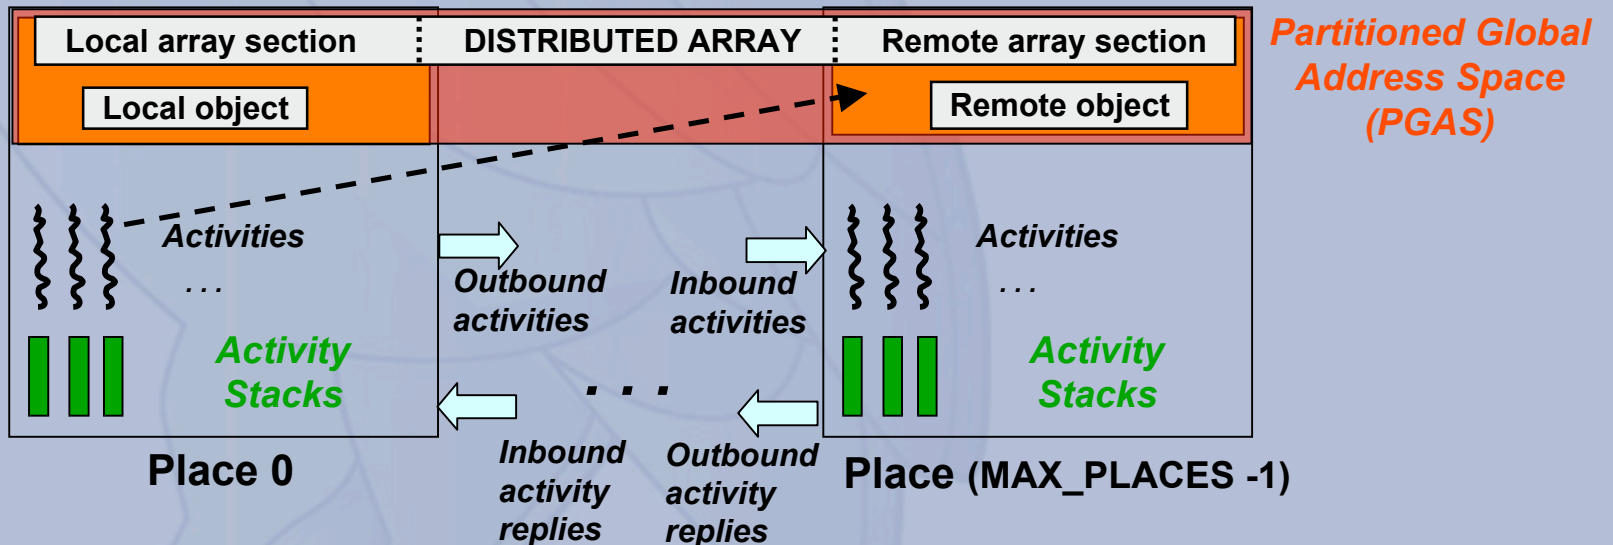 Local array section
DISTRIBUTED ARRAY
Remote array section
Partitioned Global
Address Space
(PGAS)
Local object
Remote object
Activities
. . .
Outbound
activities
Inbound
activities
Activities
. . .
Activity
Stacks
. . .
Activity
Stacks
Place 0
Inbound
activity
replies
Outbound
activity
replies
Place (MAX_PLACES -1)